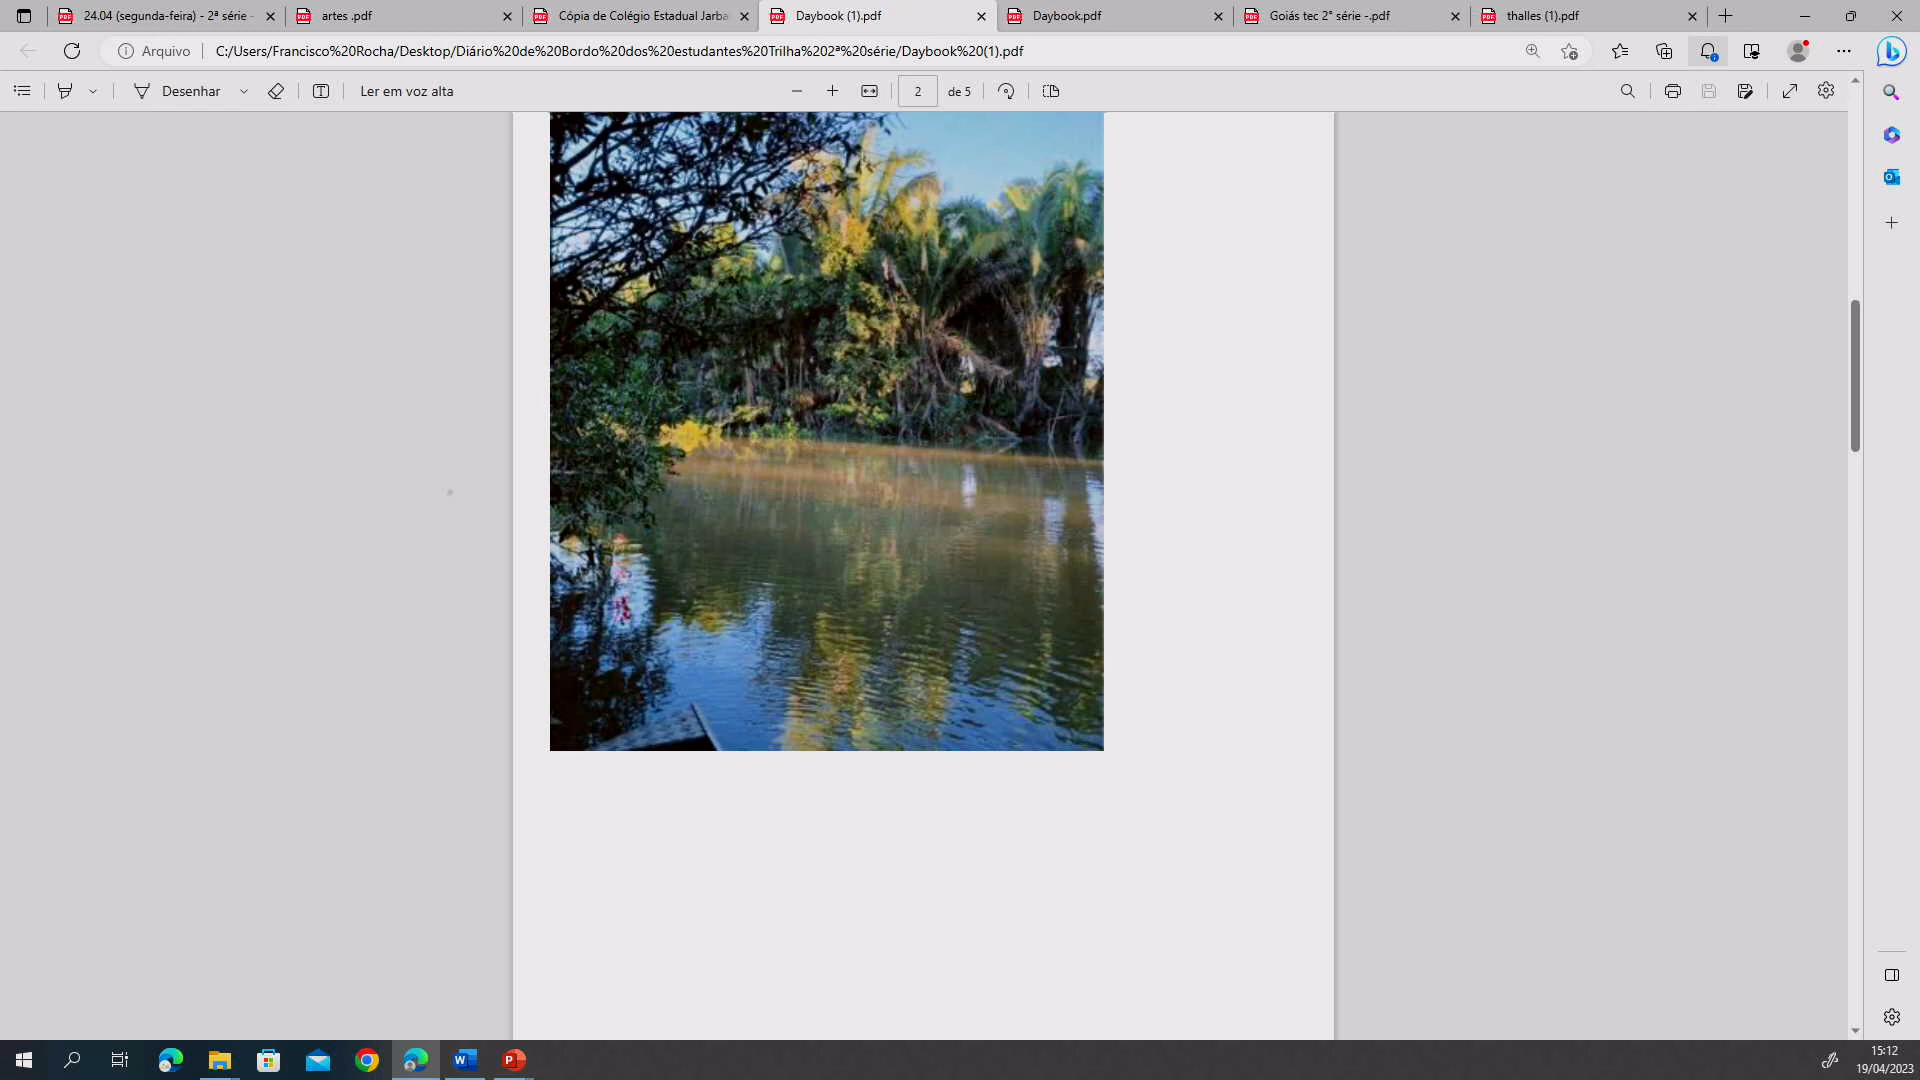 24.04 (segunda-feira) - 2ª série -
artes .pdf
Cópia de Colégio Estadual Jarba
Daybook (1).pdf
Daybook.pdf
Goiás tec 2° série -.pdf
thalles (1).pdf
Arquivo
C:/Users/Francisco%20Rocha/Desktop/Diário%20de%20Bordo%20dos%20estudantes%20Trilha%202ª%20série/Daybook%20(1).pdf
Desenhar
Ler em voz alta
2
de 5
15:12
19/04/2023